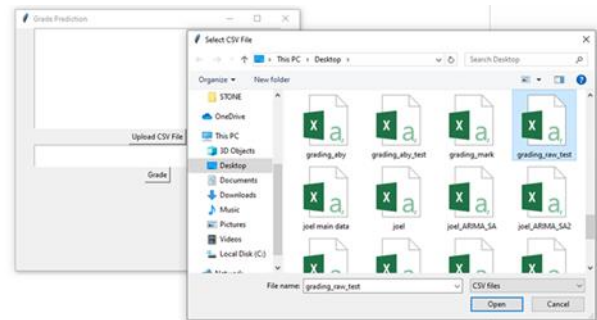 Grade Prediction
Upload CSV File
Grade
Select CSV File
This PC › Desktop ›
Search Desktop
Organize
New folder
STONE
OneDrive
This PC
3D Objects
Desktop
Documents
Downloads
Music
Pictures
Videos
Local Disk (C:)
Network
grading_aby
grading_aby_test
grading_mark
grading_raw_test
joel main data
joel
joel_ARIMA_SA
joel_ARIMA_SA2
File name: grading_raw_test
CSV files
Open
Cancel